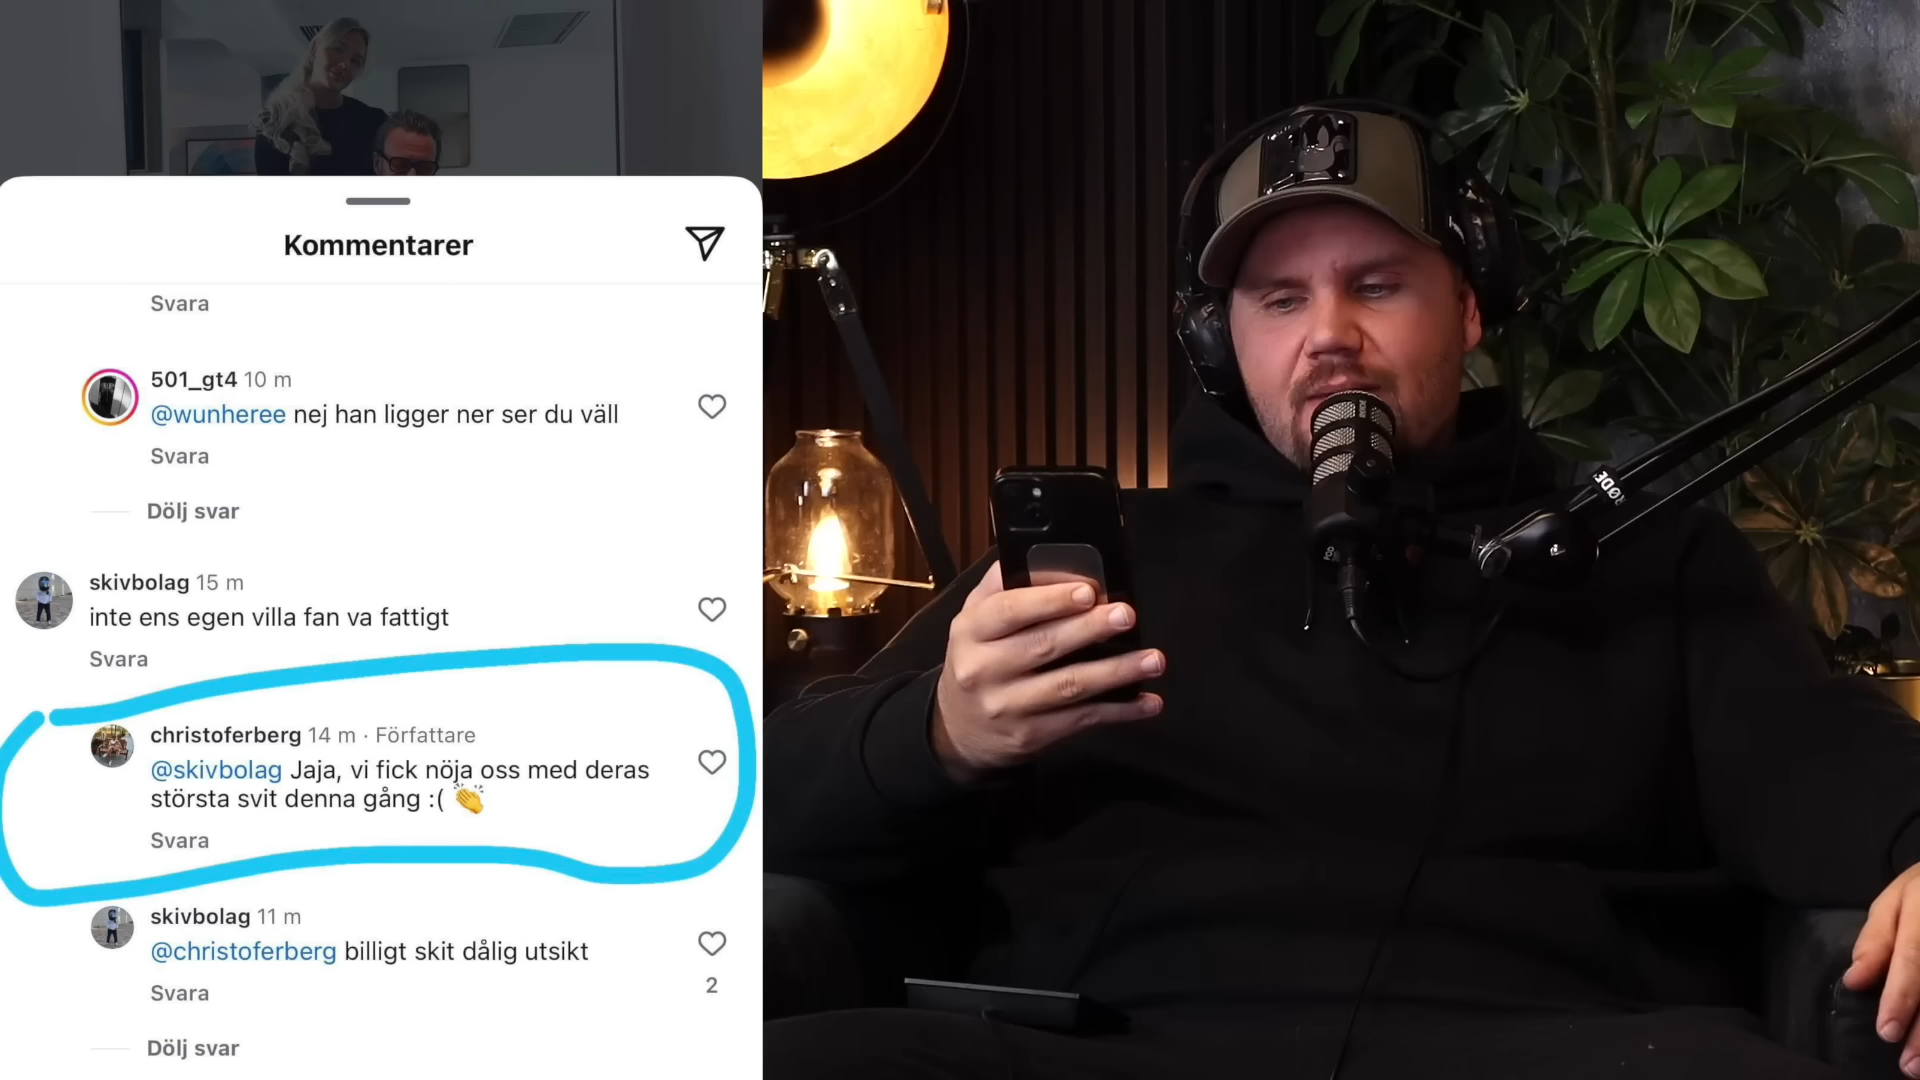 Kommentarer
Svara
501_gt4 10 m
@wunheree nej han ligger ner ser du väll
Svara
Dölj svar
skivbolag 15 m
inte ens egen villa fan va fattigt
Svara
christoferberg 14 m · Författare
@skivbolag Jaja, vi fick nöja oss med deras
största svit denna gång :( 👏
Svara
skivbolag 11 m
@christoferberg billigt skit dålig utsikt
2
Svara
Dölj svar
RØDE
RØDE